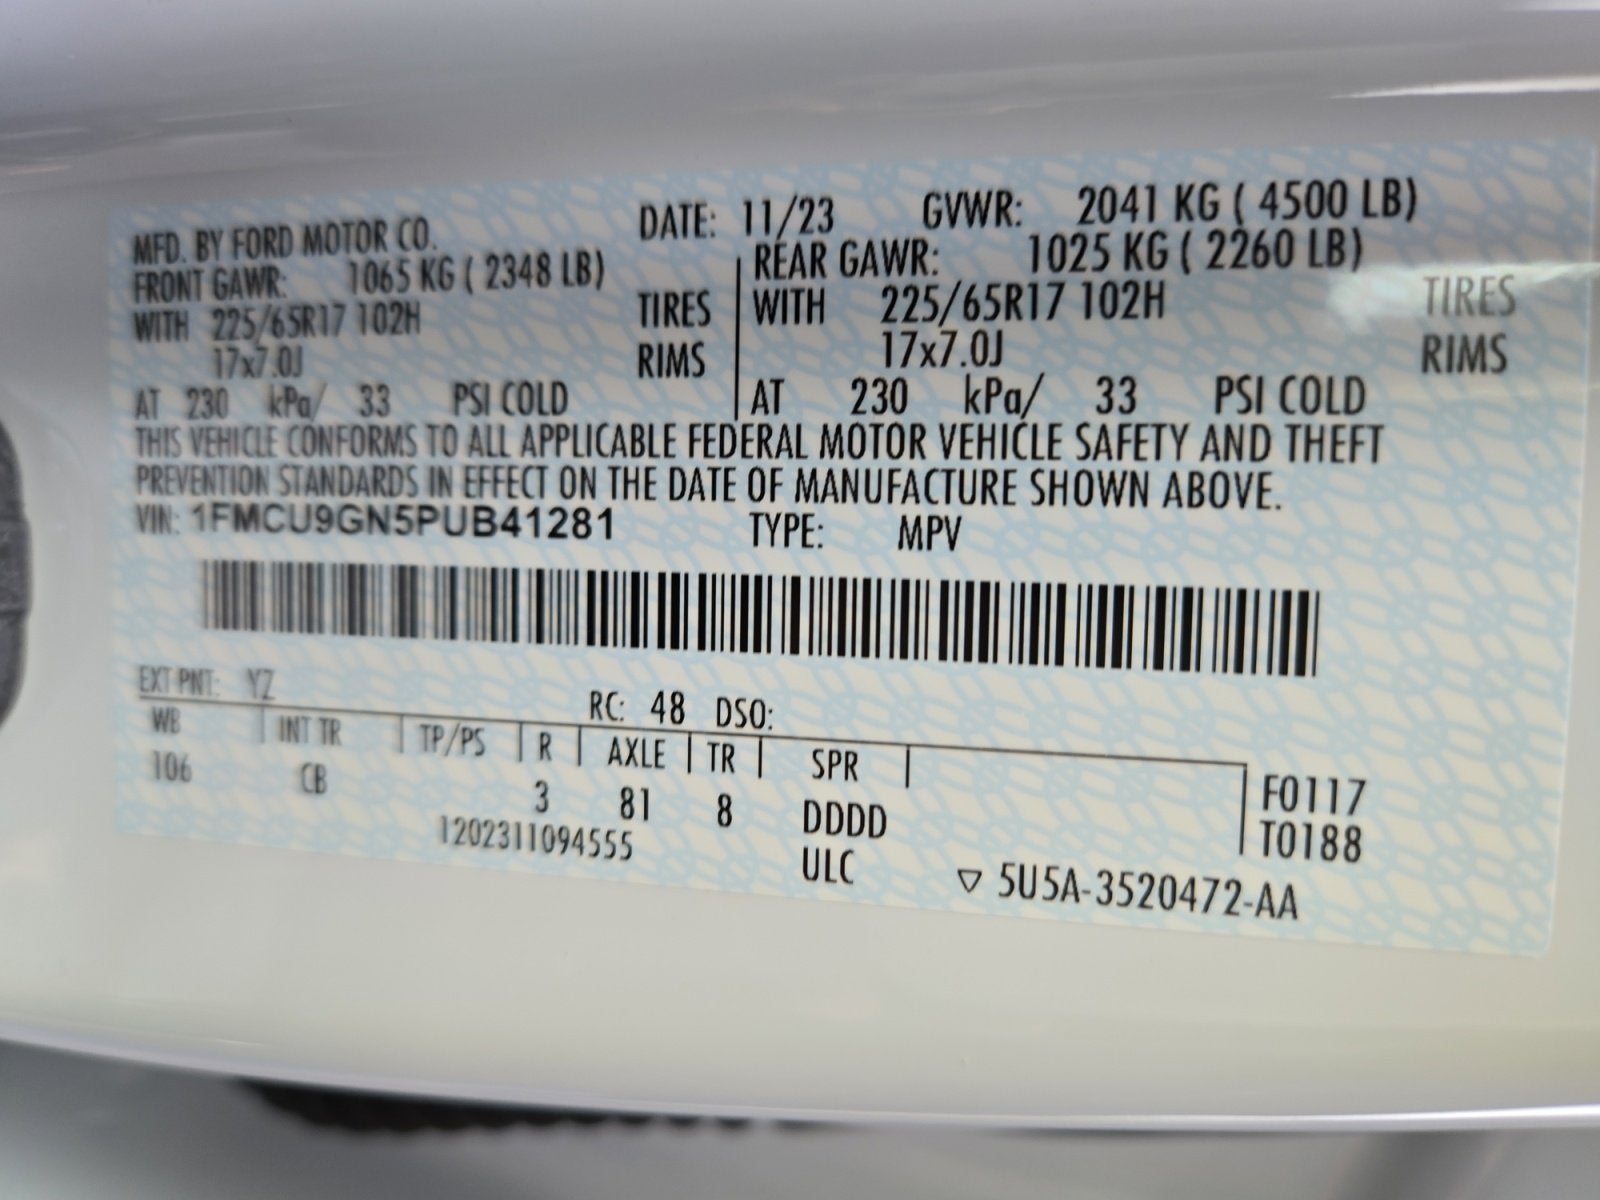 MFD. BY FORD MOTOR CO. DATE: 11/23 GVWR: 2041 KG ( 4500 LB)
FRONT GAWR: 1065 KG ( 2348 LB) REAR GAWR: 1025 KG ( 2260 LB)
WITH 225/65R17 102H TIRES WITH 225/65R17 102H TIRES
17x7.0J RIMS 17x7.0J RIMS
AT 230 kPa/ 33 PSI COLD AT 230 kPa/ 33 PSI COLD
THIS VEHICLE CONFORMS TO ALL APPLICABLE FEDERAL MOTOR VEHICLE SAFETY AND THEFT
PREVENTION STANDARDS IN EFFECT ON THE DATE OF MANUFACTURE SHOWN ABOVE.
VIN: 1FMCU9GN5PUB41281 TYPE: MPV
EXT PNT: YZ RC: 48 DSO:
WB INT TR TP/PS R AXLE TR SPR
106 CB 3 81 8 DDDD F0117
1202311094555 ULC T0188
▽ 5U5A-3520472-AA